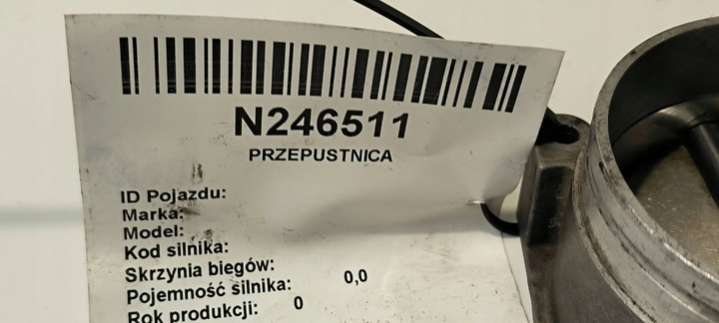 N246511
PRZEPUSTNICA
ID Pojazdu:
Marka:
Model:
Kod silnika:
Skrzynia biegów:
Pojemność silnika: 0,0
Rok produkcji: 0